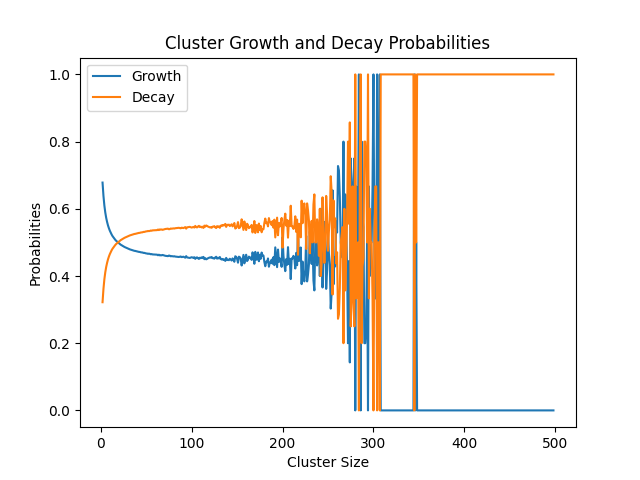 Cluster Growth and Decay Probabilities
Growth
Decay
1.0
0.8
0.6
0.4
0.2
0.0
Probabilities
0
100
200
300
400
500
Cluster Size